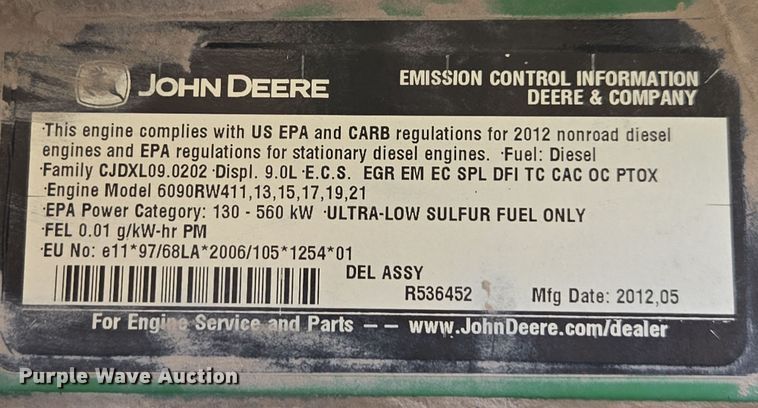 JOHN DEERE
EMISSION CONTROL INFORMATION
DEERE & COMPANY
·This engine complies with US EPA and CARB regulations for 2012 nonroad diesel
engines and EPA regulations for stationary diesel engines. ·Fuel: Diesel
·Family CJDXL09.0202 ·Displ. 9.0L ·E.C.S. EGR EM EC SPL DFI TC CAC OC PTOX
·Engine Model 6090RW411,13,15,17,19,21
·EPA Power Category: 130 - 560 kW ·ULTRA-LOW SULFUR FUEL ONLY
·FEL 0.01 g/kW-hr PM
·EU No: e11*97/68LA*2006/105*1254*01
DEL ASSY
R536452 Mfg Date: 2012,05
For Engine Service and Parts -- www.JohnDeere.com/dealer
Purple Wave Auction